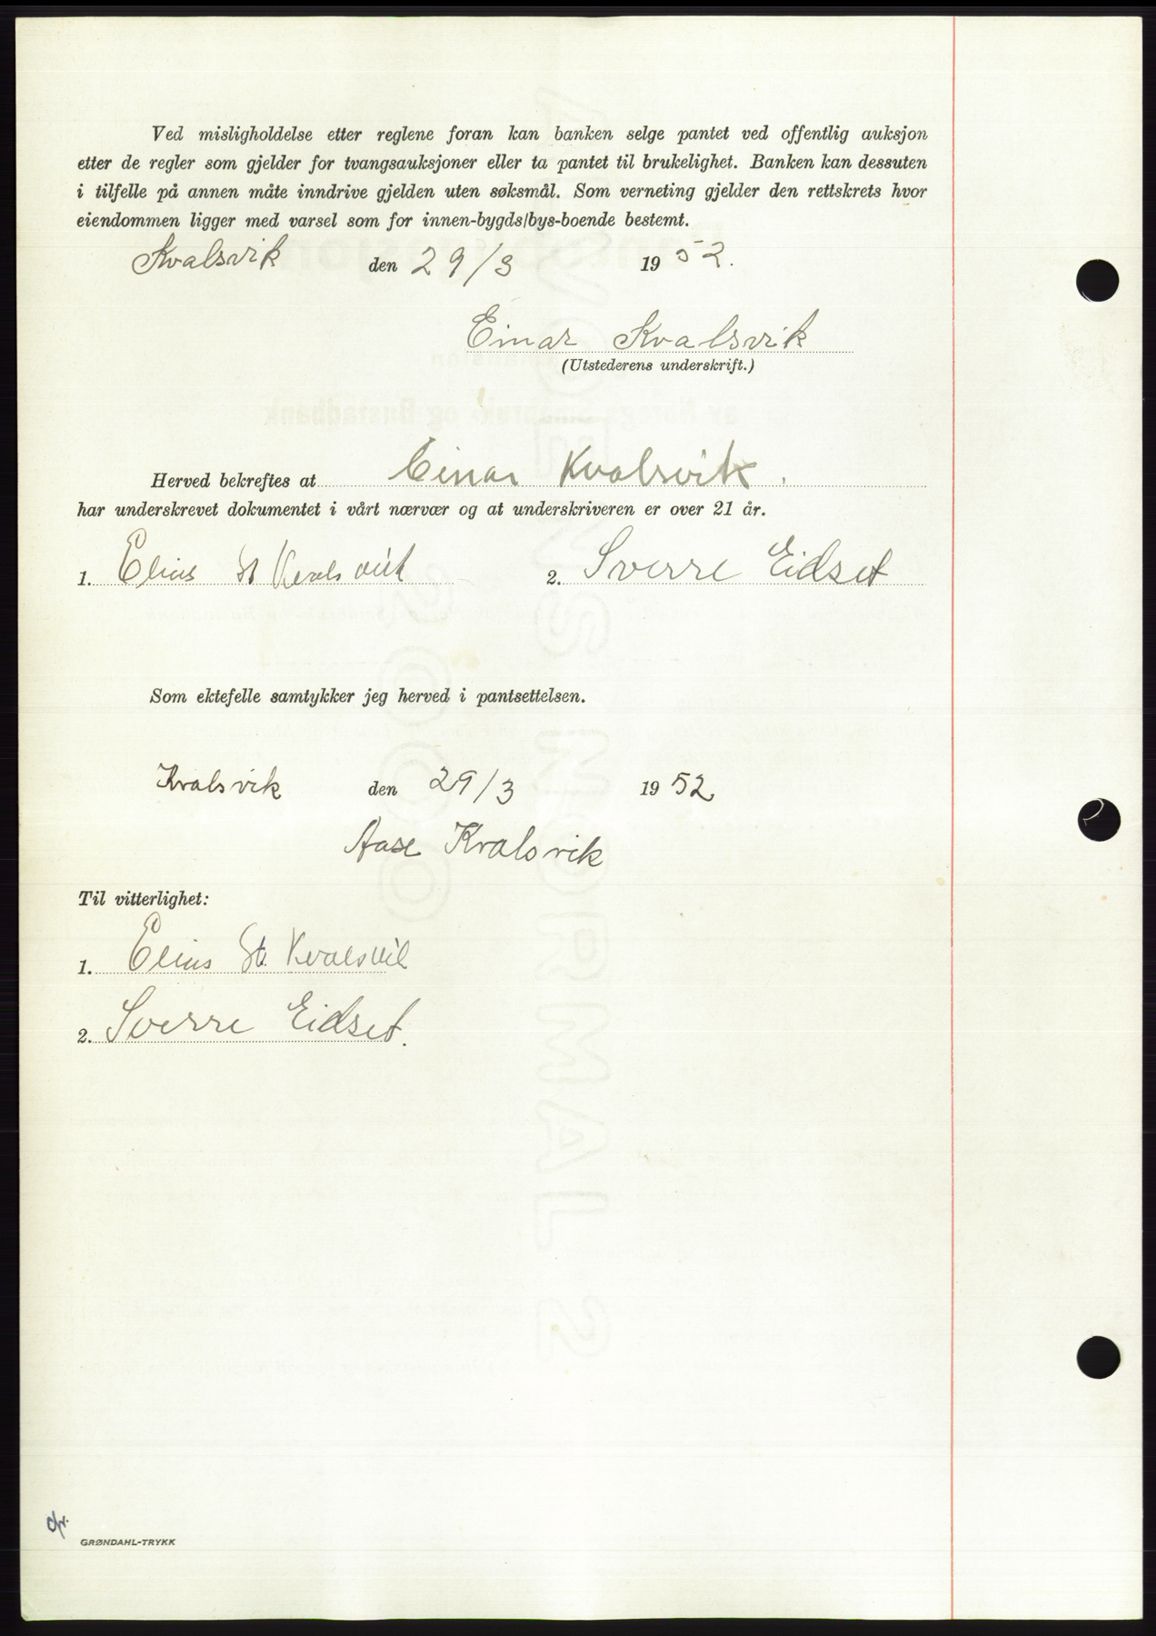 Ved misligholdelse etter reglene foran kan banken selge pantet ved offentlig auksjon
etter de regler som gjelder for tvangsauksjoner eller ta pantet til brukelighet. Banken kan dessuten
i tilfelle på annen måte inndrive gjelden uten søksmål. Som verneting gjelder den rettskrets hvor
eiendommen ligger med varsel som for innen-bygds/bys-boende bestemt.
Kvalsvik den 29/3 1952.
Einar Kvalsvik
(Utstederens underskrift.)
Herved bekreftes at Einar Kvalsvik.
har underskrevet dokumentet i vårt nærvær og at underskriveren er over 21 år.
1. Elias St Kvalsvik 2. Sverre Eidset
Som ektefelle samtykker jeg herved i pantsettelsen.
Kvalsvik den 29/3 1952
Aase Kvalsvik
Til vitterlighet:
1. Elias St. Kvalsvik
2. Sverre Eidset.
GRØNDAHL-TRYKK